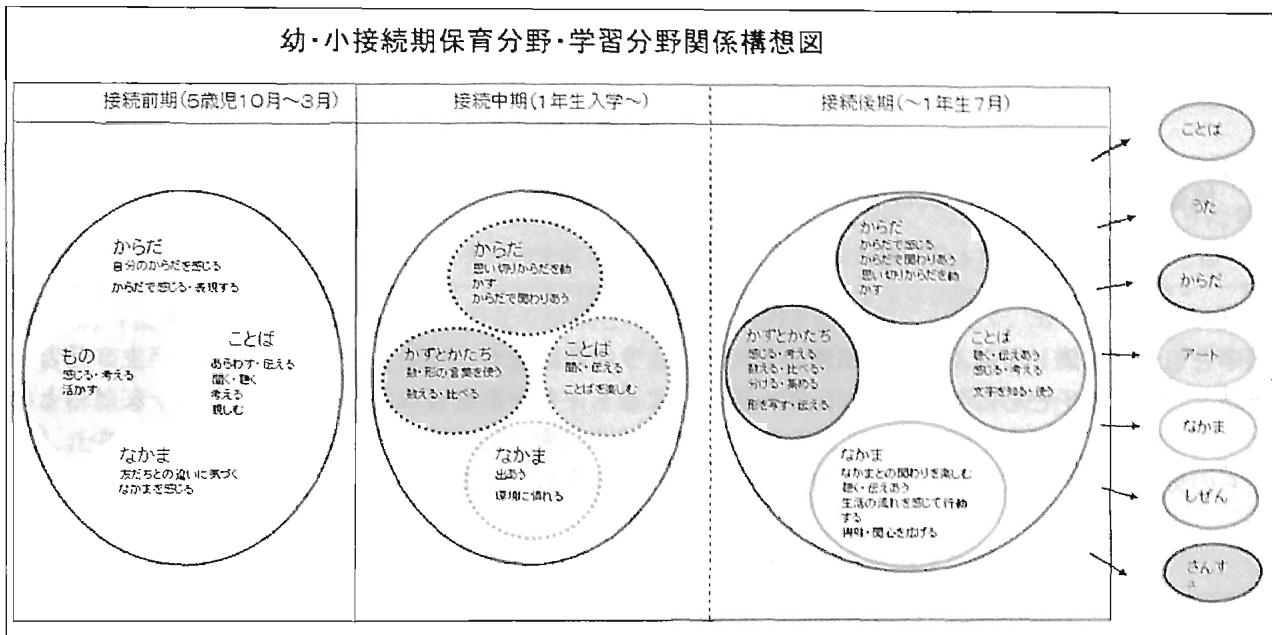 幼・小接続期保育分野・学習分野関係構想図
接続前期(5歳児10月～3月)
接続中期(1年生入学～)
接続後期(～1年生7月)
からだ
自分のからだを感じる
からだで感じる・表現する
もの
感じる・考える
活かす
ことば
あらわす・伝える
聞く・聴く
考える
親しむ
なかま
友だちとの違いに気づく
なかまを感じる
からだ
思い切りからだを動
かす
からだで関わりあう
かずとかたち
数・形の言葉を使う
数える・比べる
ことば
聞く・伝える
ことばを楽しむ
なかま
出あう
環境に慣れる
からだ
からだで感じる
からだで関わりあう
思い切りからだを動
かす
かずとかたち
感じる・考える
数える・比べる・
分ける・集める
形を写す・伝える
ことば
聴く・伝えあう
感じる・考える
文字を知る・使う
なかま
なかまとの関わりを楽しむ
聴く・伝えあう
生活の流れを感じて行動
する
興味・関心を広げる
ことば
うた
からだ
アート
なかま
しぜん
さんす